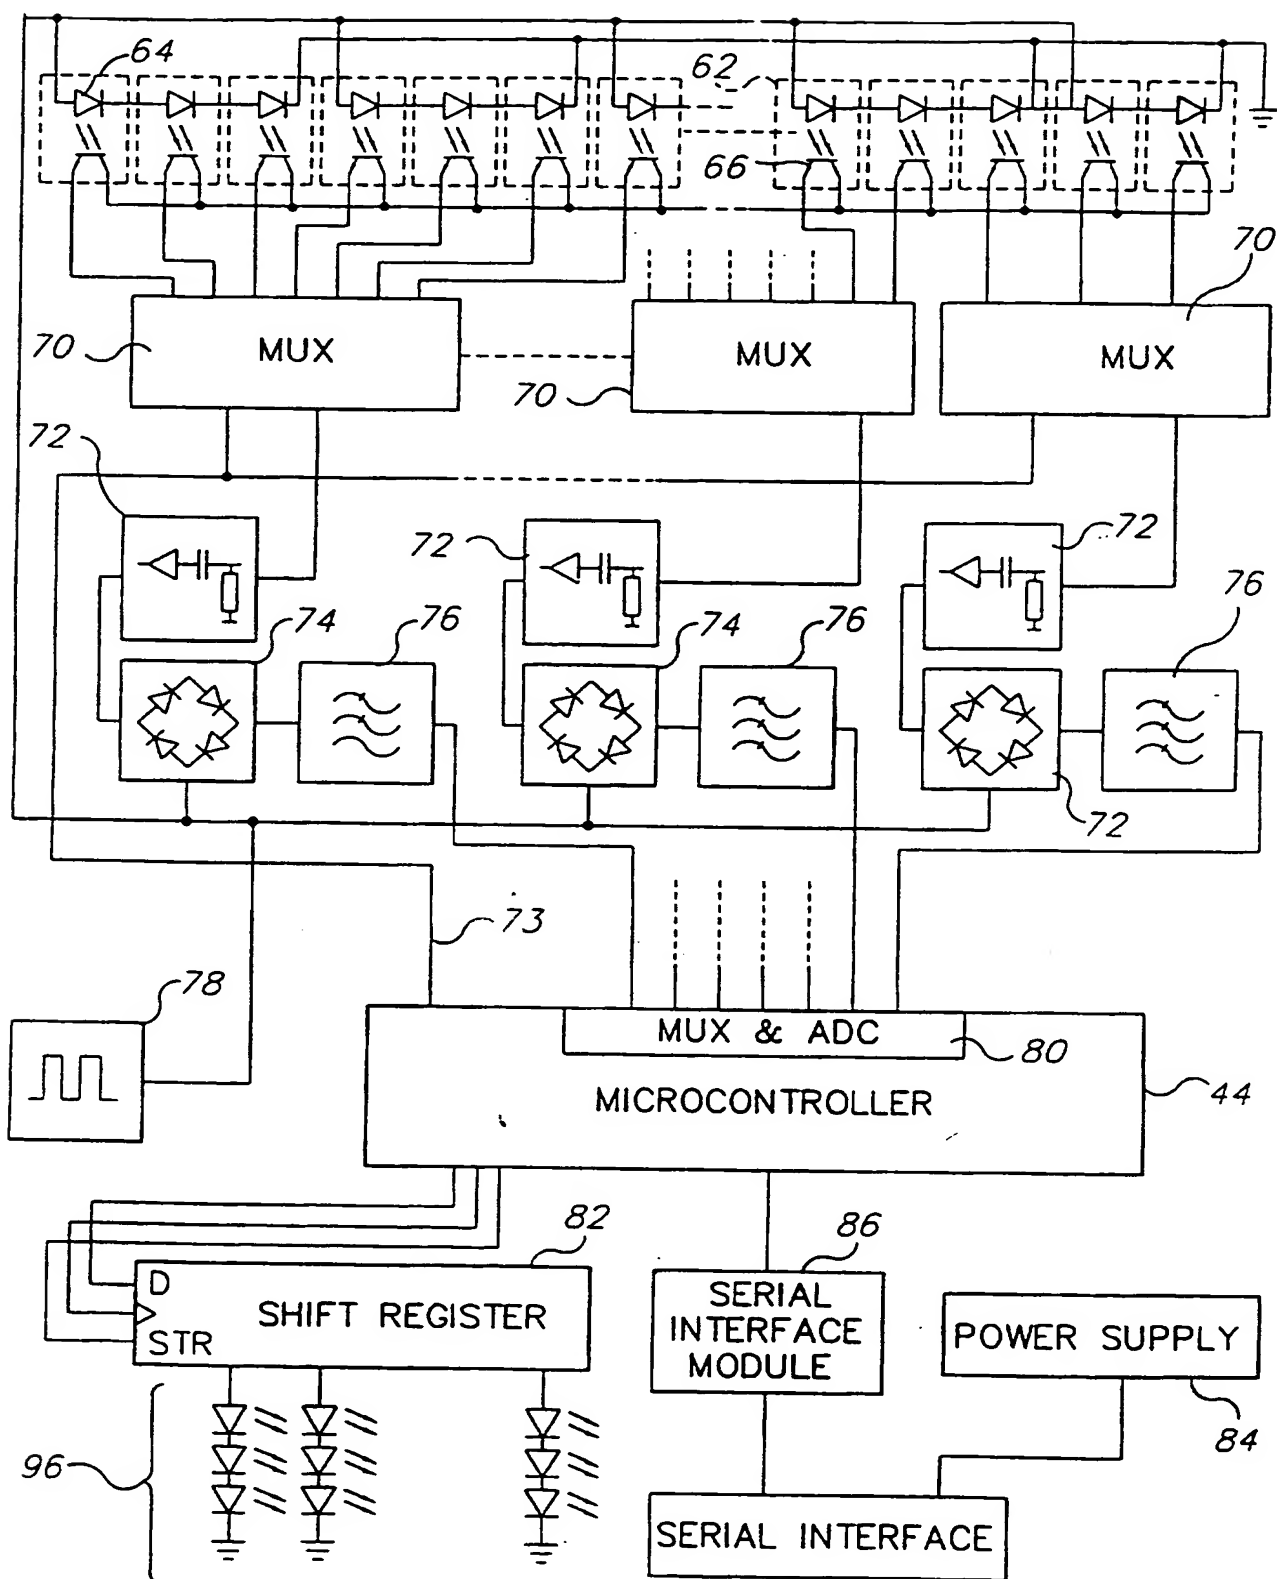 64
62
66
70
MUX
MUX
MUX
70
70
72
72
72
74
76
74
76
76
72
73
78
MUX & ADC
80
MICROCONTROLLER
44
82
86
D
SHIFT REGISTER
STR
SERIAL
INTERFACE
MODULE
POWER SUPPLY
84
96
SERIAL INTERFACE